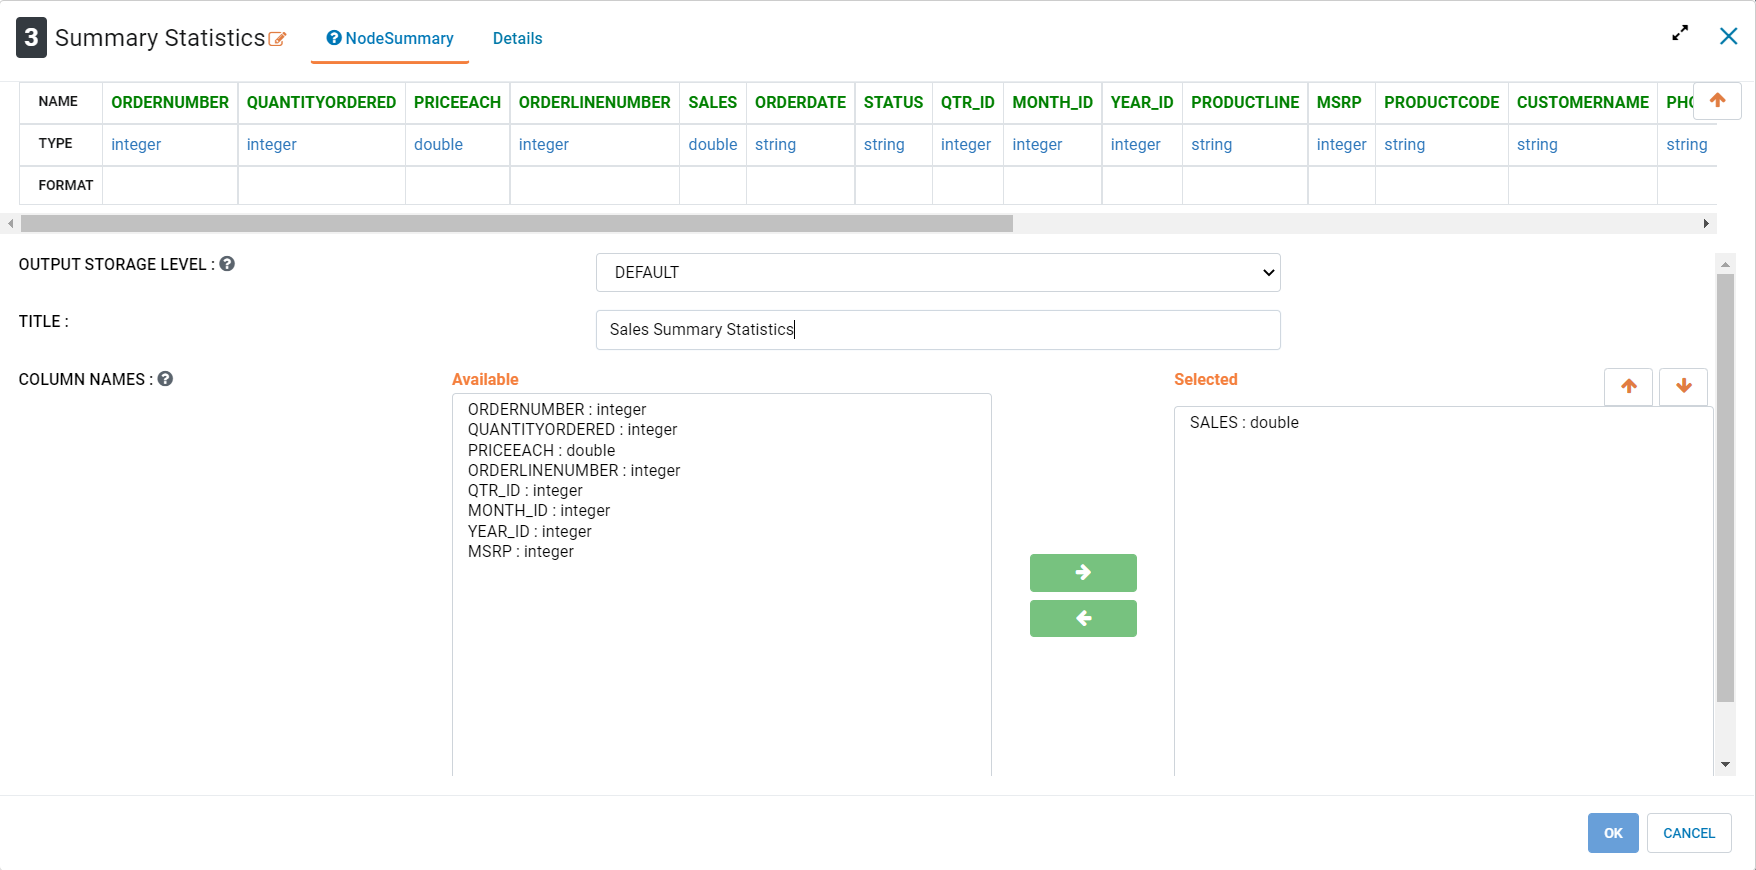 3 Summary Statistics NodeSummary Details
NAME ORDERNUMBER QUANTITYORDERED PRICEEACH ORDERLINENUMBER SALES ORDERDATE STATUS QTR_ID MONTH_ID YEAR_ID PRODUCTLINE MSRP PRODUCTCODE CUSTOMERNAME
TYPE integer integer double integer double string string integer integer integer string integer string string string
FORMAT
OUTPUT STORAGE LEVEL :
DEFAULT
TITLE :
Sales Summary Statistics
COLUMN NAMES :
Available
ORDERNUMBER : integer
QUANTITYORDERED : integer
PRICEEACH : double
ORDERLINENUMBER : integer
QTR_ID : integer
MONTH_ID : integer
YEAR_ID : integer
MSRP : integer
Selected
SALES : double
OK CANCEL